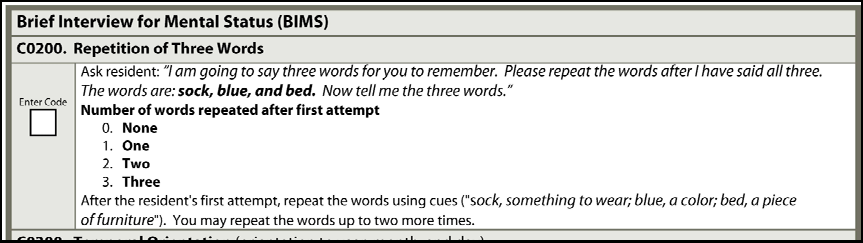 Brief Interview for Mental Status (BIMS)
C0200. Repetition of Three Words
Ask resident: “I am going to say three words for you to remember. Please repeat the words after I have said all three.
The words are: sock, blue, and bed. Now tell me the three words.”
Enter Code
Number of words repeated after first attempt
0. None
1. One
2. Two
3. Three
After the resident's first attempt, repeat the words using cues ("sock, something to wear; blue, a color; bed, a piece
of furniture"). You may repeat the words up to two more times.